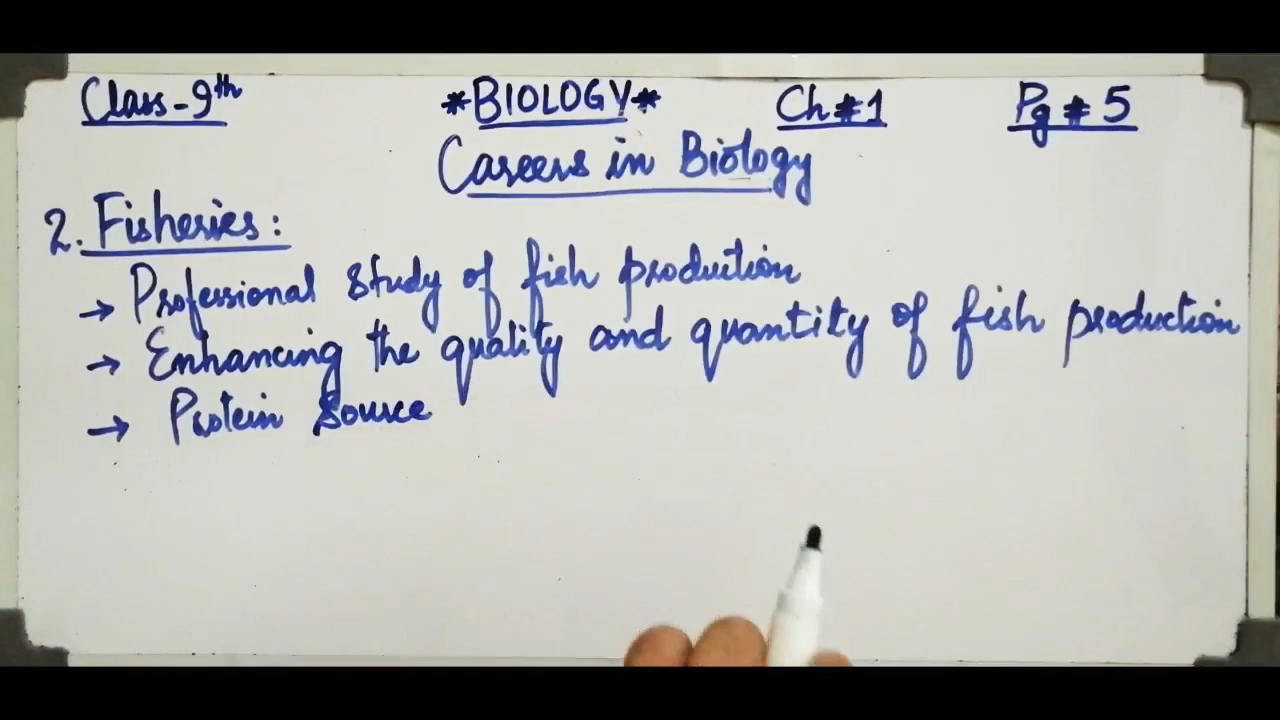 Class-9th *BIOLOGY* Ch#1 Pg#5
Careers in Biology
2. Fisheries:
→ Professional study of fish production
→ Enhancing the quality and quantity of fish production
→ Protein source